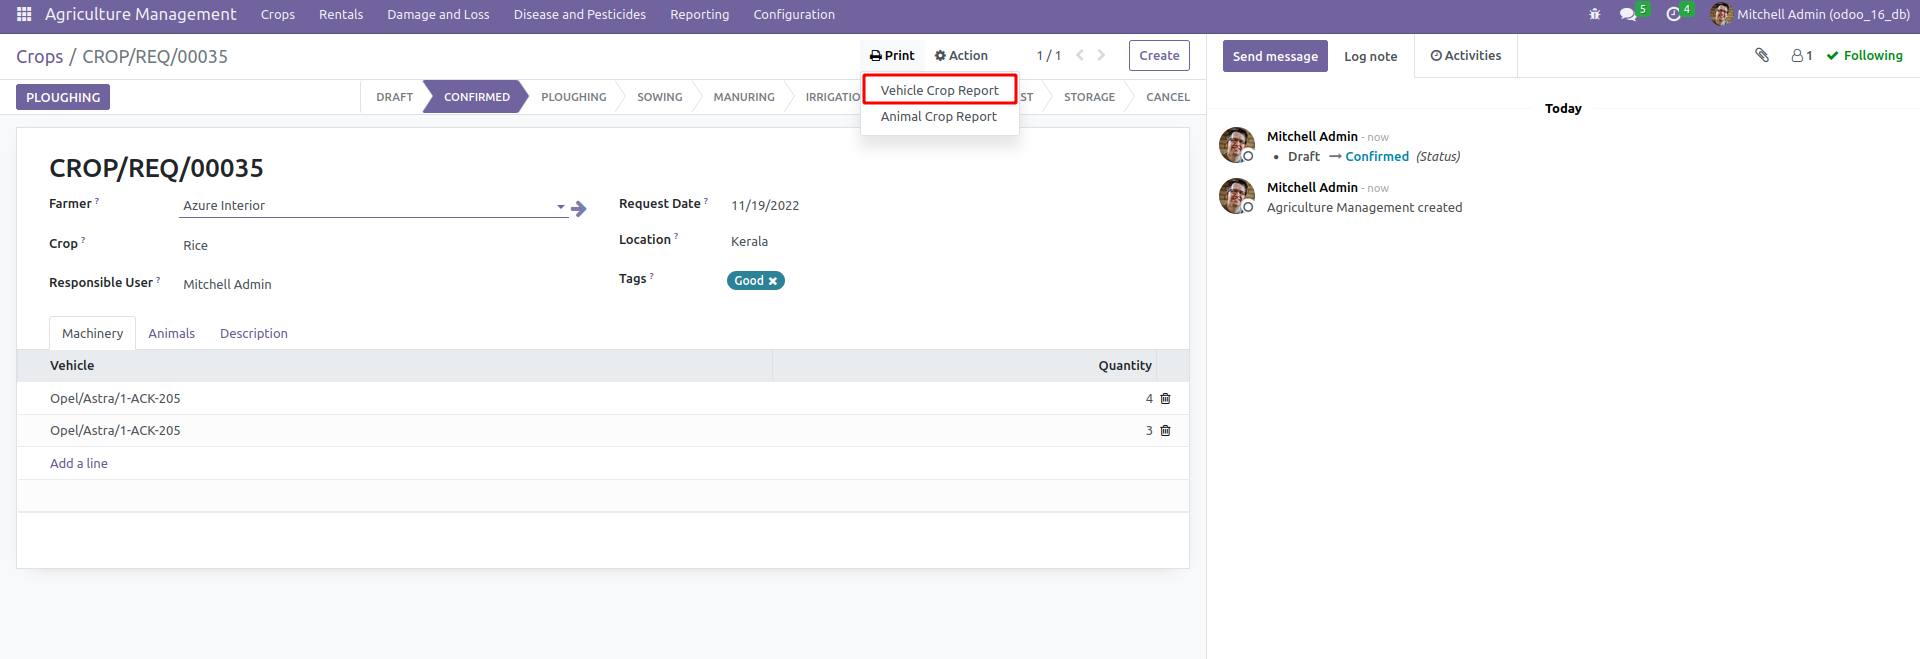 Agriculture Management Crops Rentals Damage and Loss Disease and Pesticides Reporting Configuration 5 4 Mitchell Admin (odoo_16_db)
Crops / CROP/REQ/00035 Print Action 1 / 1 Create
PLOUGHING DRAFT CONFIRMED PLOUGHING SOWING MANURING IRRIGATIO ST STORAGE CANCEL
Vehicle Crop Report
Animal Crop Report
CROP/REQ/00035
Farmer ? Azure Interior Request Date ? 11/19/2022
Crop ? Rice Location ? Kerala
Responsible User ? Mitchell Admin Tags ? Good
Machinery Animals Description
Vehicle Quantity
Opel/Astra/1-ACK-205 4
Opel/Astra/1-ACK-205 3
Add a line
Send message Log note Activities 1 Following
Today
Mitchell Admin - now
• Draft → Confirmed (Status)
Mitchell Admin - now
Agriculture Management created